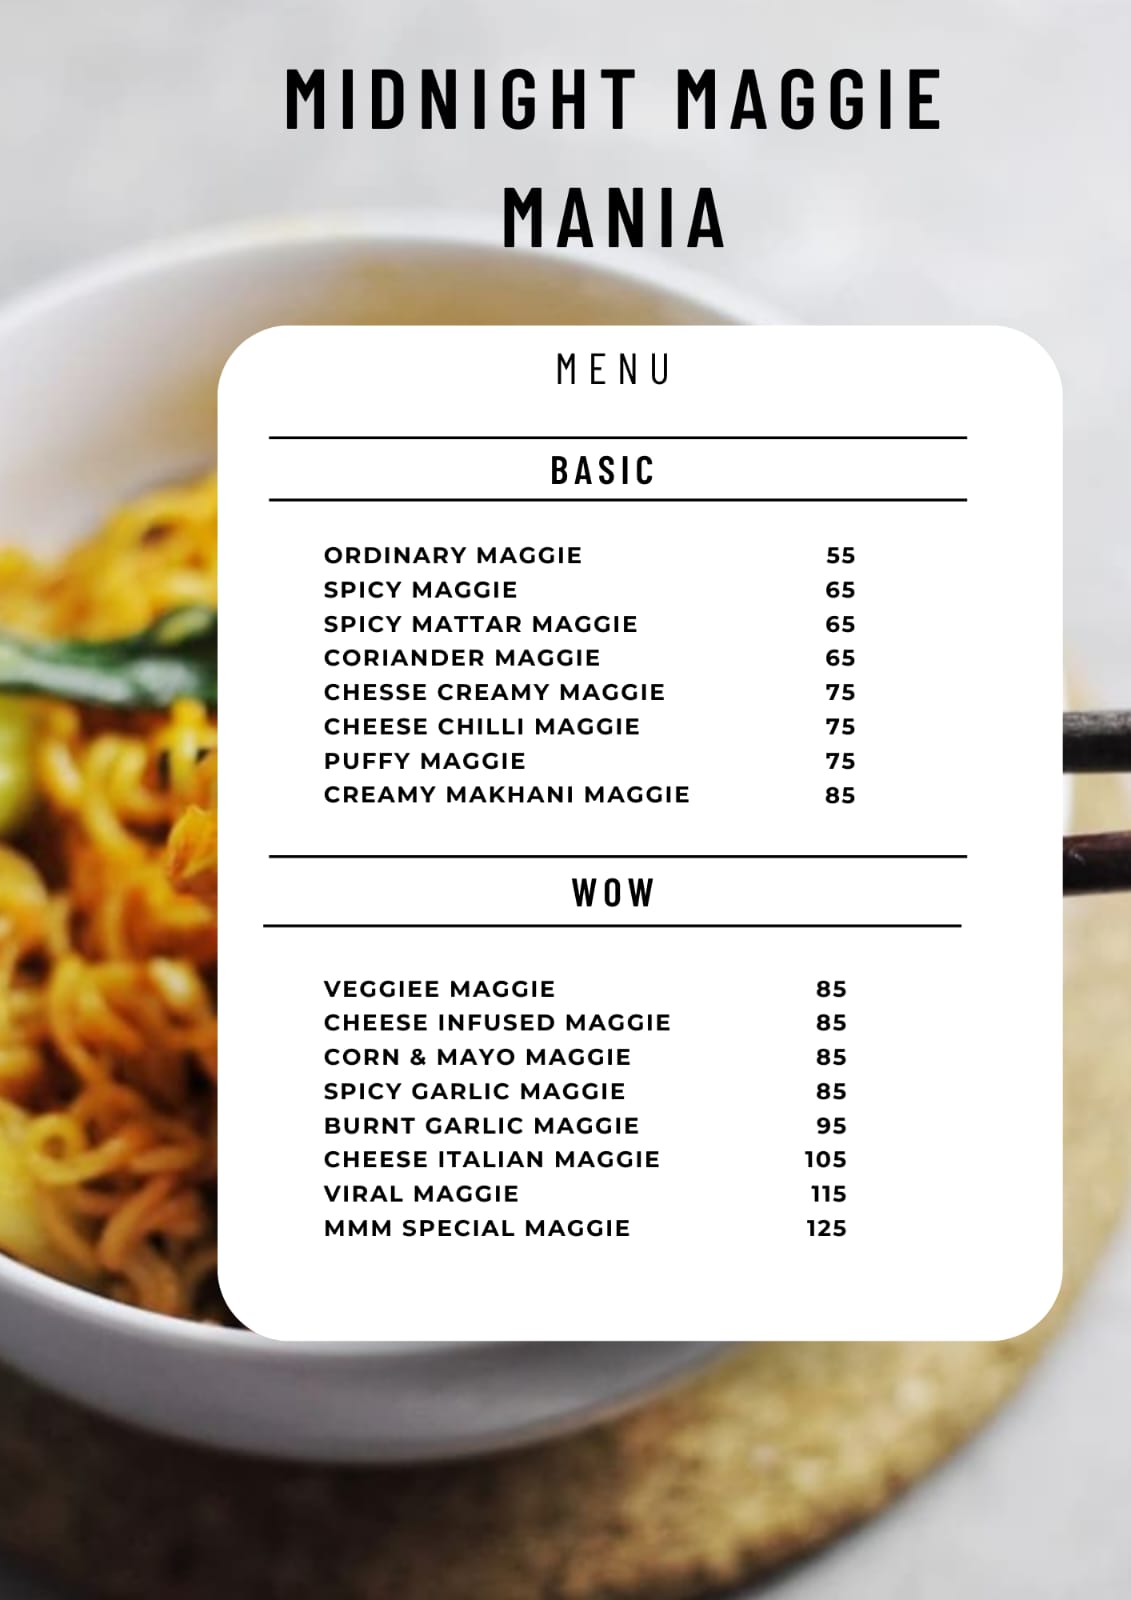 MIDNIGHT MAGGIE
MANIA
MENU
BASIC
ORDINARY MAGGIE 55
SPICY MAGGIE 65
SPICY MATTAR MAGGIE 65
CORIANDER MAGGIE 65
CHESSE CREAMY MAGGIE 75
CHEESE CHILLI MAGGIE 75
PUFFY MAGGIE 75
CREAMY MAKHANI MAGGIE 85
WOW
VEGGIEE MAGGIE 85
CHEESE INFUSED MAGGIE 85
CORN & MAYO MAGGIE 85
SPICY GARLIC MAGGIE 85
BURNT GARLIC MAGGIE 95
CHEESE ITALIAN MAGGIE 105
VIRAL MAGGIE 115
MMM SPECIAL MAGGIE 125